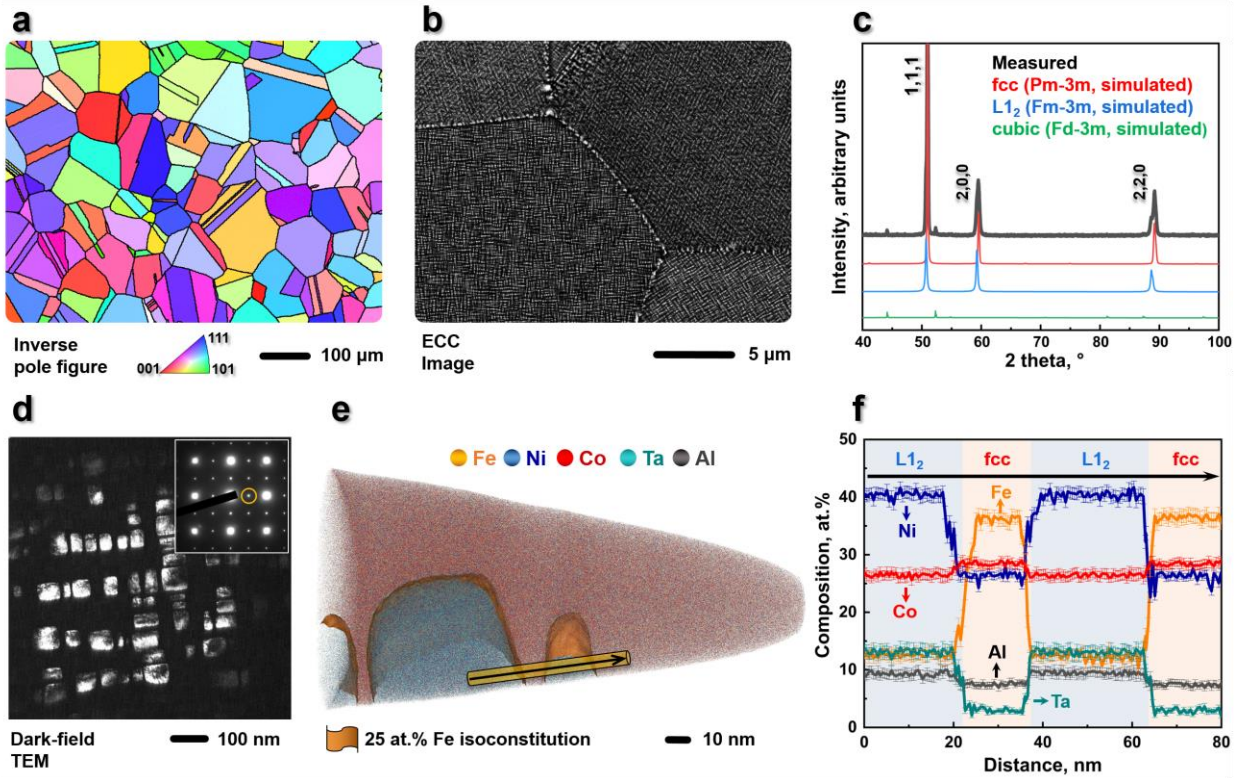 a
Inverse
pole figure
111
001
101
100 µm
b
ECC
Image
5 µm
c
Intensity, arbitrary units
1,1,1
2,0,0
2,2,0
Measured
fcc (Pm-3m, simulated)
L1₂ (Fm-3m, simulated)
cubic (Fd-3m, simulated)
40 50 60 70 80 90 100
2 theta, °
d
Dark-field
TEM
100 nm
e
Fe Ni Co Ta Al
25 at.% Fe isoconstitution
10 nm
f
Composition, at.%
50
40
30
20
10
0
L1₂ fcc L1₂ fcc
Fe
Ni
Co
Al
Ta
0 20 40 60 80
Distance, nm